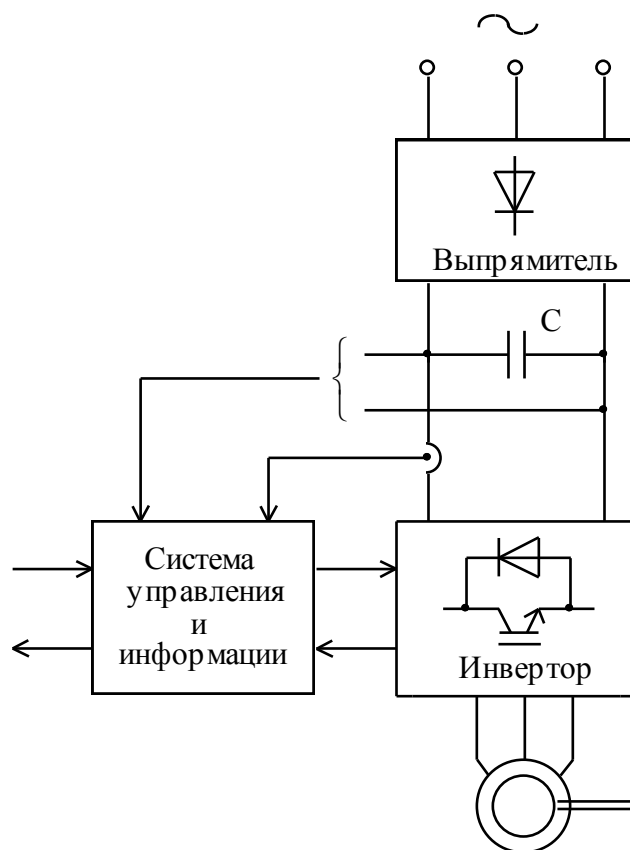 Выпрямитель
C
Система
управления
и
информации
Инвертор